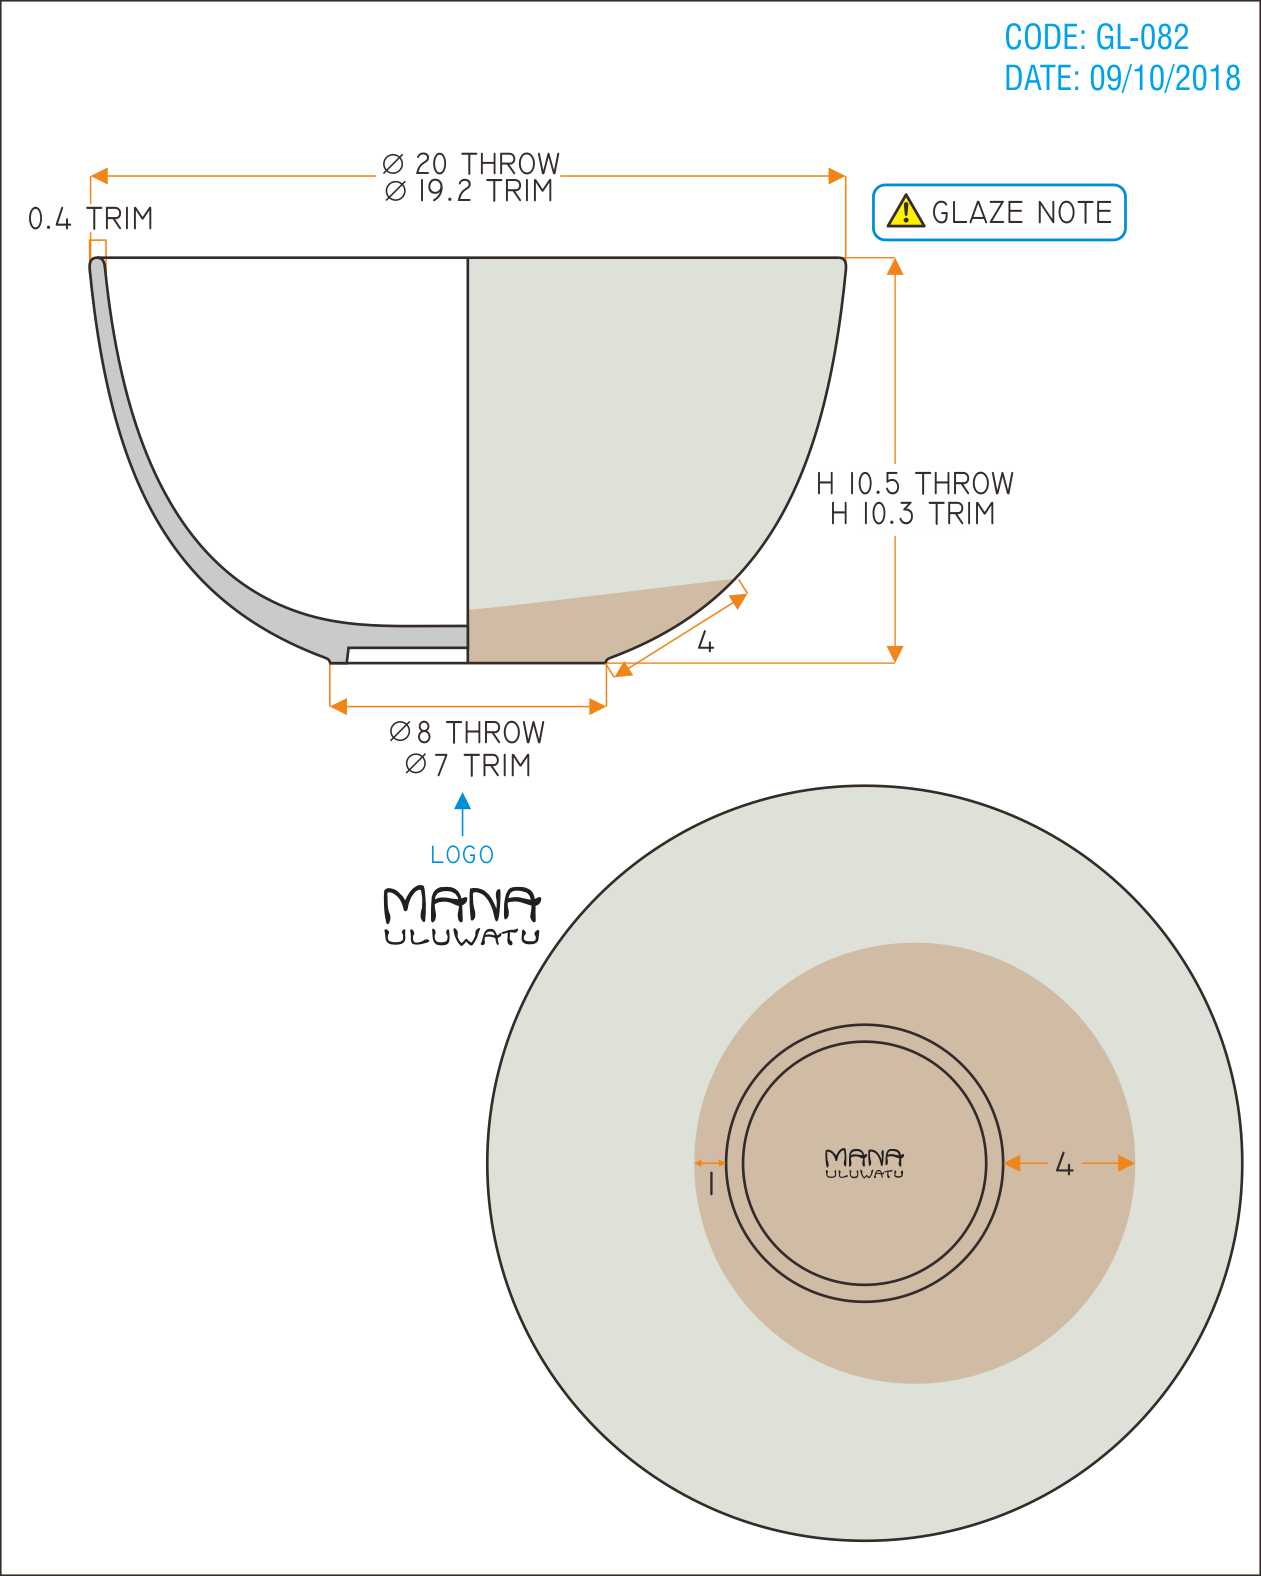 CODE: GL-082
DATE: 09/10/2018
Ø 20 THROW
Ø 19.2 TRIM
0.4 TRIM
GLAZE NOTE
H 10.5 THROW
H 10.3 TRIM
4
Ø 8 THROW
Ø 7 TRIM
LOGO
MANA
ULUWATU
MANA
ULUWATU
4
1